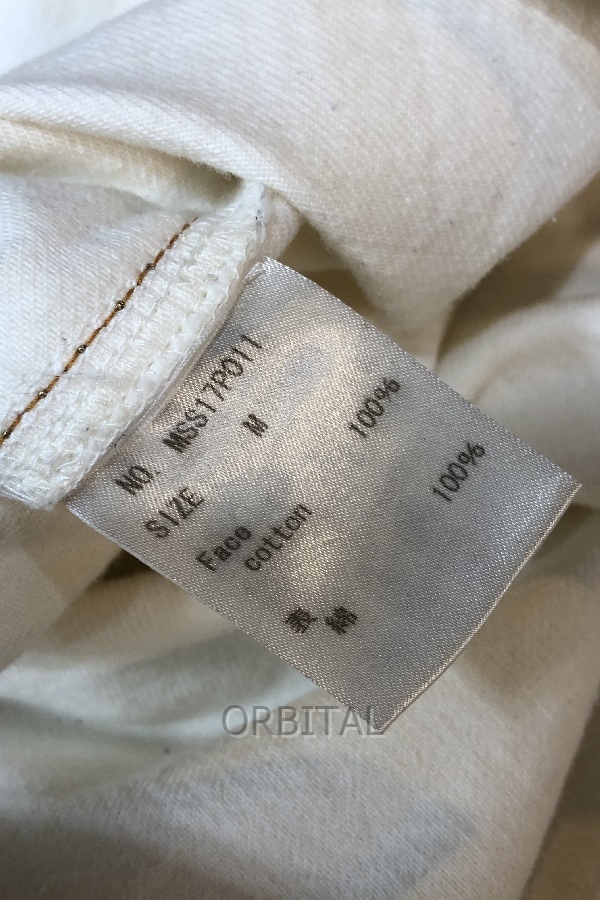 NO. MSS17P011
SIZE M
Face
cotton 100%
表
綿 100%
ORBITAL